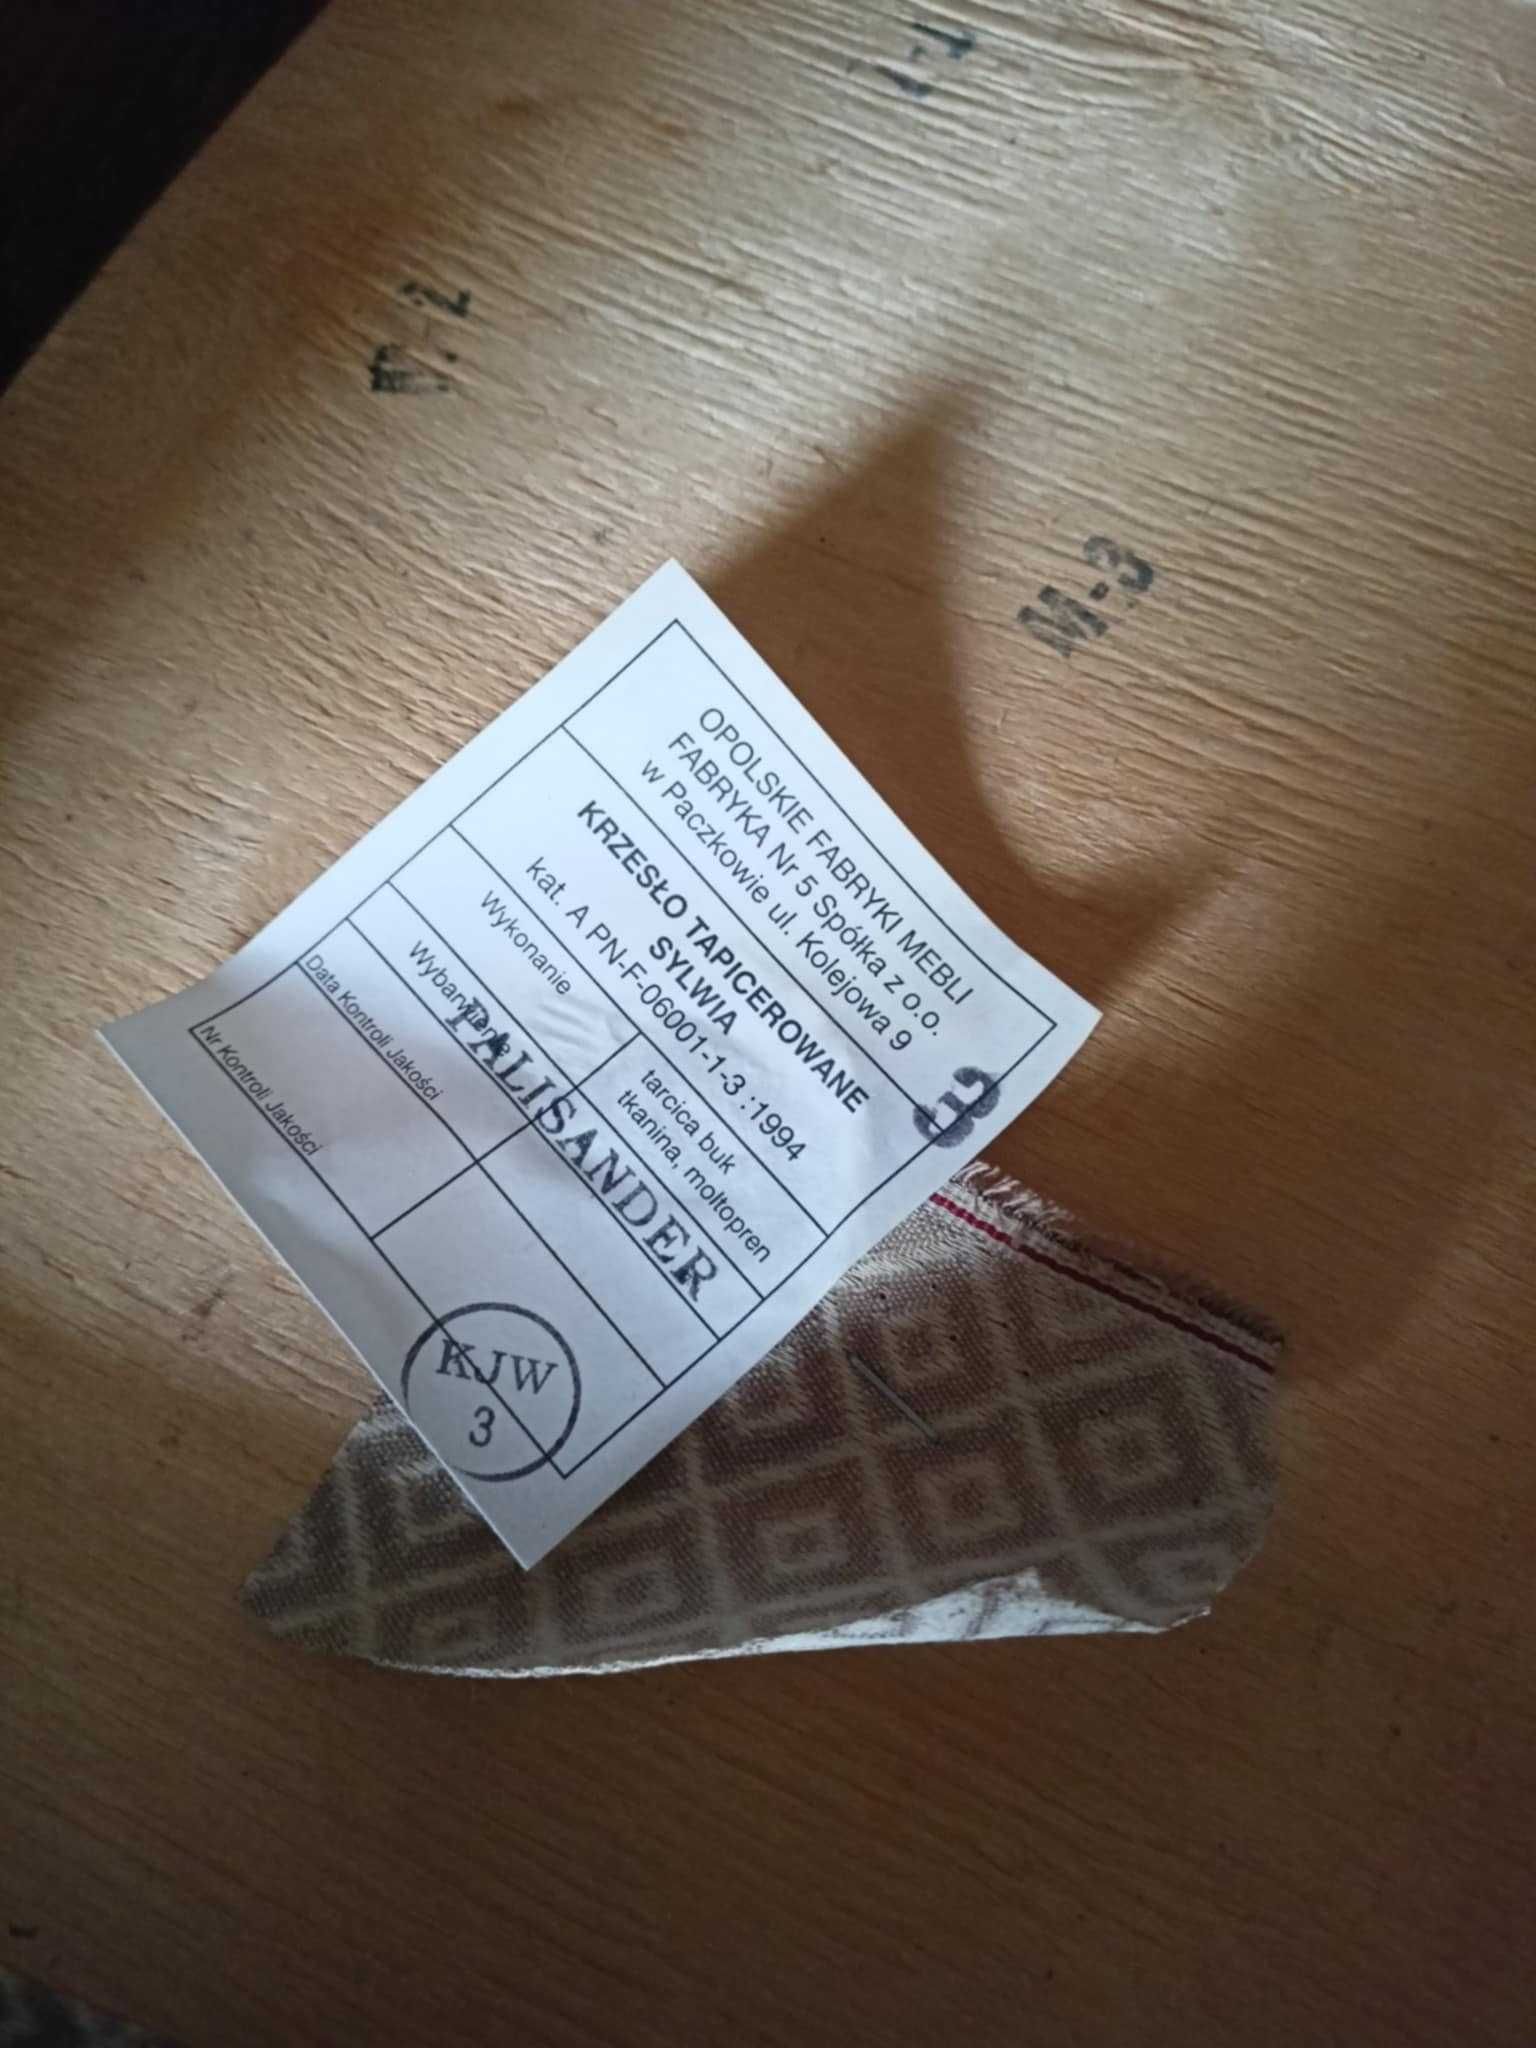 M-3
OPOLSKIE FABRYKI MEBLI
FABRYKA Nr 5 Spółka z o.o.
w Paczkowie ul. Kolejowa 9
3
KRZESŁO TAPICEROWANE
SYLWIA
kat. A PN-F-06001-1-3 :1994
Wykonanie
tarcica buk
tkanina, moltopren
Wybarwienie
PALISANDER
Data Kontroli Jakości
Nr Kontroli Jakości
KJW
3